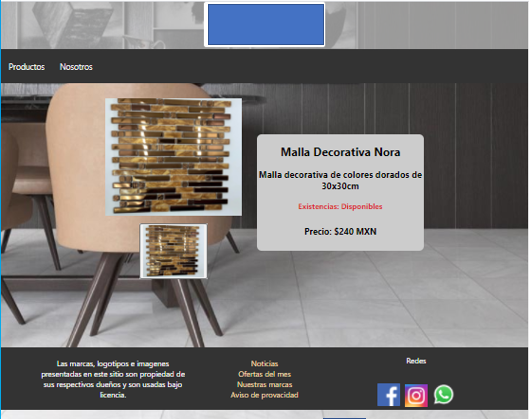 Productos Nosotros
Malla Decorativa Nora
Malla decorativa de colores dorados de
30x30cm
Existencias: Disponibles
Precio: $240 MXN
Las marcas, logotipos e imagenes
presentadas en este sitio son propiedad de
sus respectivos dueños y son usadas bajo
licencia.
Noticias
Ofertas del mes
Nuestras marcas
Aviso de provacidad
Redes